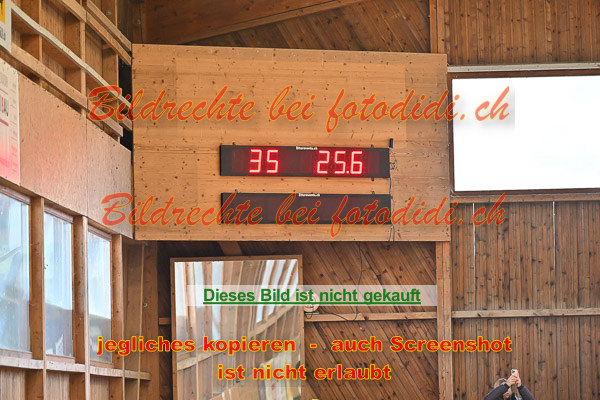 Bildrechte bei fotodidi.ch
35 25.6
Bildrechte bei fotodidi.ch
Dieses Bild ist nicht gekauft
jegliches kopieren - auch Screenshot
ist nicht erlaubt